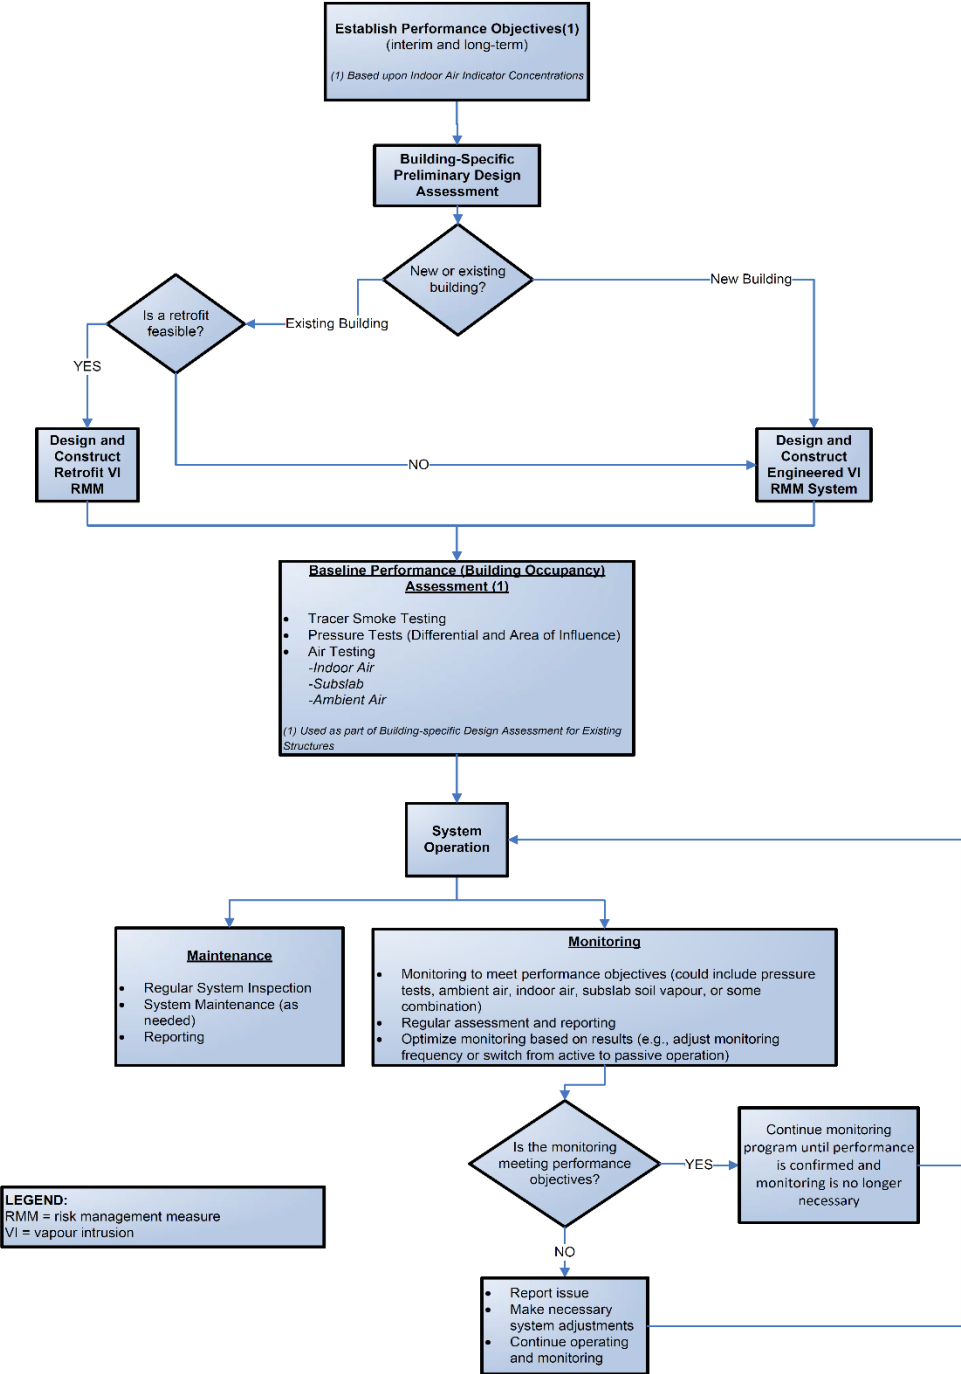 Establish Performance Objectives(1)
(interim and long-term)
(1) Based upon Indoor Air Indicator Concentrations
Building-Specific
Preliminary Design
Assessment
New or existing
building?
New Building
Existing Building
Is a retrofit
feasible?
YES
NO
Design and
Construct
Retrofit VI
RMM
Design and
Construct
Engineered VI
RMM System
Baseline Performance (Building Occupancy)
Assessment (1)
• Tracer Smoke Testing
• Pressure Tests (Differential and Area of Influence)
• Air Testing
-Indoor Air
-Subslab
-Ambient Air
(1) Used as part of Building-specific Design Assessment for Existing
Structures
System
Operation
Maintenance
• Regular System Inspection
• System Maintenance (as
needed)
• Reporting
Monitoring
• Monitoring to meet performance objectives (could include pressure
tests, ambient air, indoor air, subslab soil vapour, or some
combination)
• Regular assessment and reporting
• Optimize monitoring based on results (e.g., adjust monitoring
frequency or switch from active to passive operation)
Is the monitoring
meeting performance
objectives?
YES
Continue monitoring
program until performance
is confirmed and
monitoring is no longer
necessary
NO
• Report issue
• Make necessary
system adjustments
• Continue operating
and monitoring
LEGEND:
RMM = risk management measure
VI = vapour intrusion